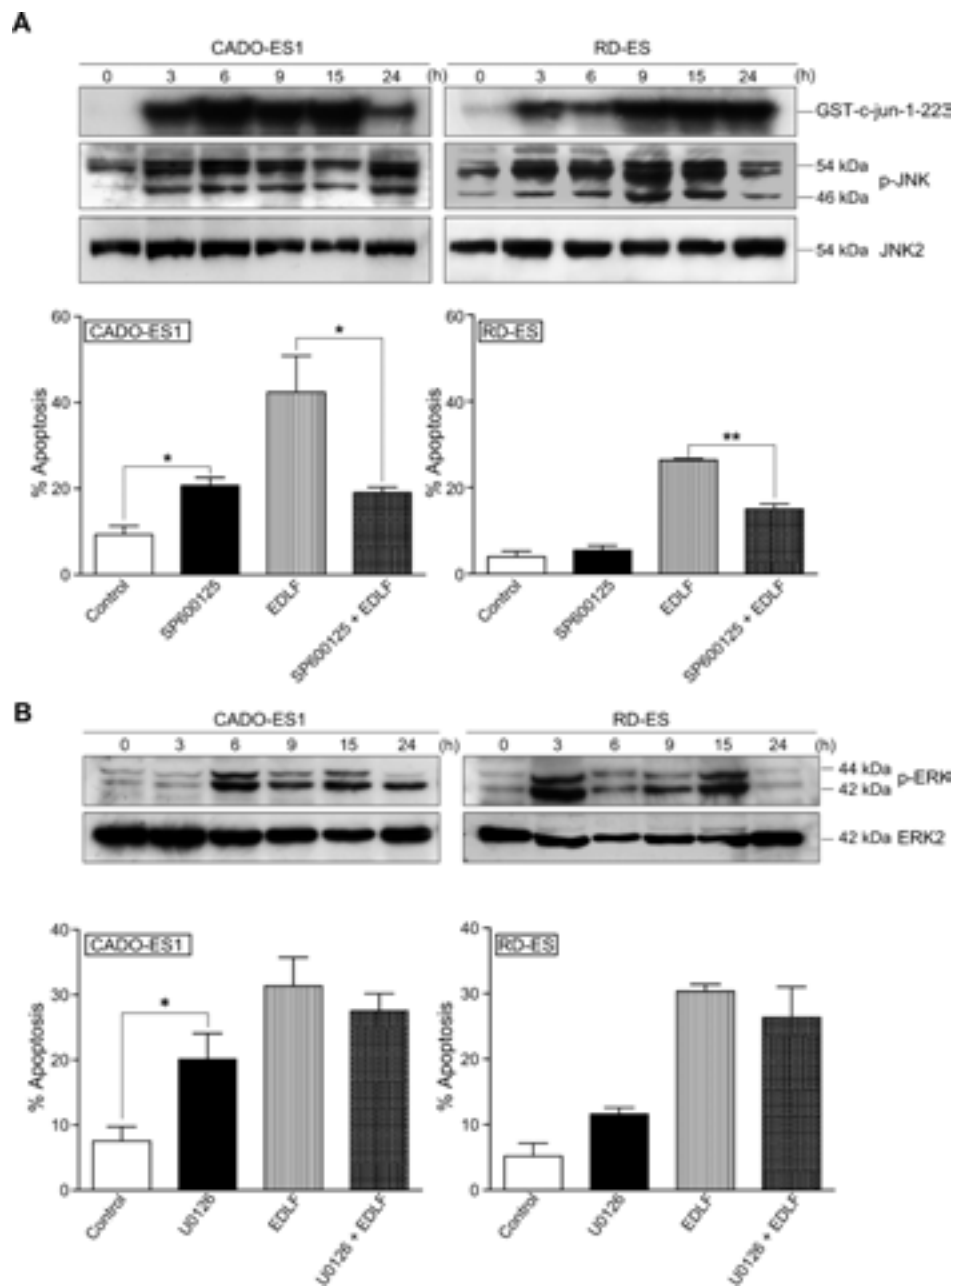 A
CADO-ES1 RD-ES
0 3 6 9 15 24 (h) 0 3 6 9 15 24 (h)
GST-c-jun-1-223
54 kDa
p-JNK
46 kDa
54 kDa JNK2
60 CADO-ES1 60 RD-ES
* **
40 40
% Apoptosis % Apoptosis
*
20 20
0 0
Control SP600125 EDLF SP600125 + EDLF Control SP600125 EDLF SP600125 + EDLF
B
CADO-ES1 RD-ES
0 3 6 9 15 24 (h) 0 3 6 9 15 24 (h)
44 kDa
p-ERK
42 kDa
42 kDa ERK2
40 CADO-ES1 40 RD-ES
30 30
*
% Apoptosis % Apoptosis
20 20
10 10
0 0
Control U0126 EDLF U0126 + EDLF Control U0126 EDLF U0126 + EDLF